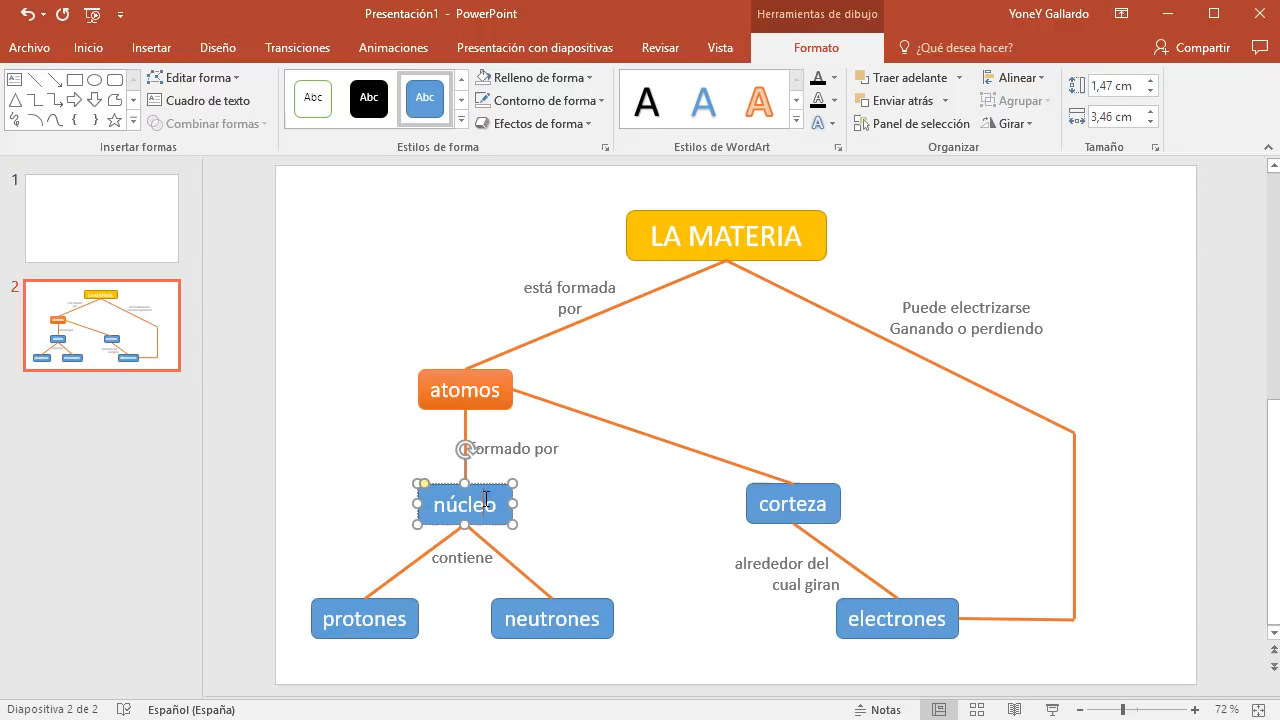 Presentación1 - PowerPoint
Herramientas de dibujo
YoneY Gallardo
Archivo
Inicio
Insertar
Diseño
Transiciones
Animaciones
Presentación con diapositivas
Revisar
Vista
Formato
¿Qué desea hacer?
Compartir
Editar forma
Cuadro de texto
Combinar formas
Insertar formas
Abc
Abc
Abc
Relleno de forma
Contorno de forma
Efectos de forma
Estilos de forma
A
A
A
A
A
A
Estilos de WordArt
Traer adelante
Enviar atrás
Panel de selección
Alinear
Agrupar
Girar
Organizar
1,47 cm
3,46 cm
Tamaño
1
2
LA MATERIA
está formada
por
Puede electrizarse
Ganando o perdiendo
atomos
formado por
núcleo
corteza
contiene
alrededor del
cual giran
protones
neutrones
electrones
Diapositiva 2 de 2
Español (España)
Notas
72 %